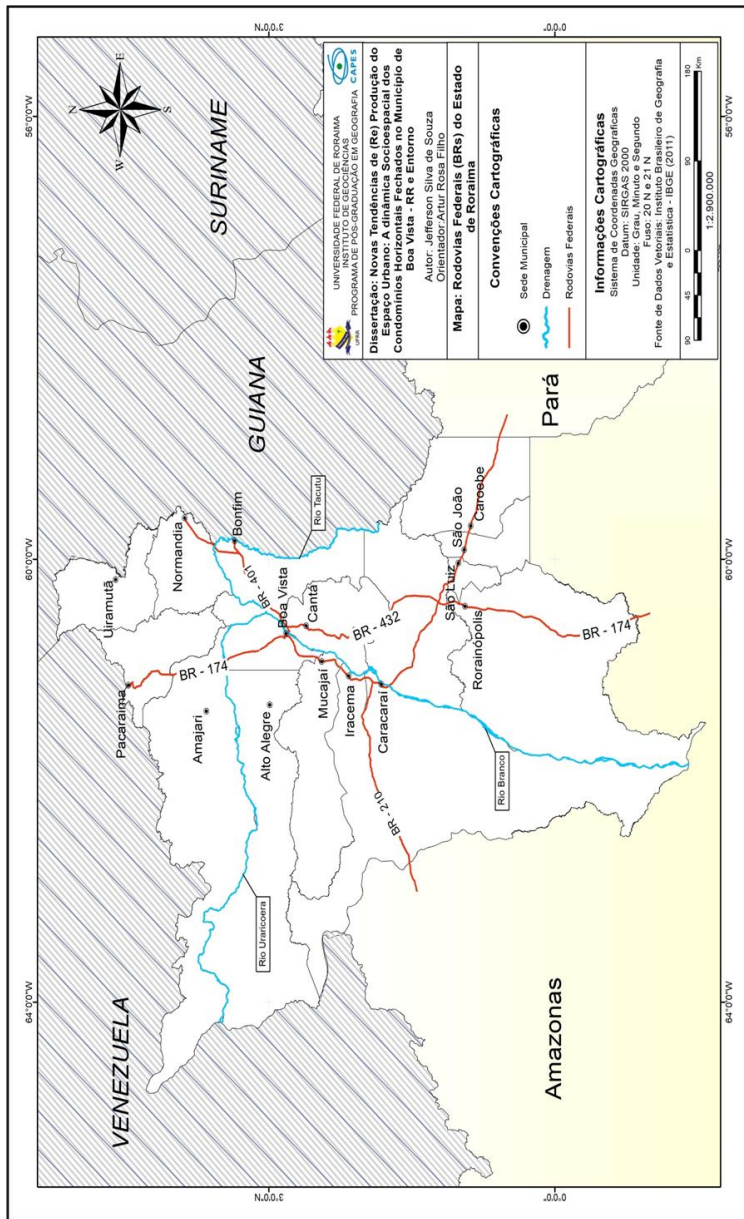 64°0'0"W
60°0'0"W
56°0'0"W
3°0'0"N
3°0'0"N
0°0'0"
0°0'0"
64°0'0"W
60°0'0"W
56°0'0"W
VENEZUELA
GUIANA
SURINAME
Amazonas
Pará
N
E
S
W
Uiramutã
Pacaraima
Normandia
Amajari
Bonfim
BR - 174
BR - 401
Rio Tacutu
Rio Uraricoera
Boa Vista
Alto Alegre
Cantá
Mucajaí
BR - 432
Iracema
Caracaraí
BR - 210
São Luiz
São João
Caroebe
Rorainópolis
Rio Branco
BR - 174
UFRR
UNIVERSIDADE FEDERAL DE RORAIMA
INSTITUTO DE GEOCIÊNCIAS
PROGRAMA DE PÓS-GRADUAÇÃO EM GEOGRAFIA
CAPES
Dissertação: Novas Tendências de (Re) Produção do
Espaço Urbano: A dinâmica Socioespacial dos
Condomínios Horizontais Fechados no Município de
Boa Vista - RR e Entorno
Autor: Jefferson Silva de Souza
Orientador:Artur Rosa Filho
Mapa: Rodovias Federais (BRs) do Estado
de Roraima
Convenções Cartográficas
Sede Municipal
Drenagem
Rodovias Federais
Informações Cartográficas
Sistema de Coordenadas Geograficas
Datum: SIRGAS 2000
Unidade: Grau, Minuto e Segundo
Fuso: 20 N e 21 N
Fonte de Dados Vetoriais: Instituto Brasileiro de Geografia
e Estatística - IBGE (2011)
90 45 0 90 180
Km
1:2.900.000